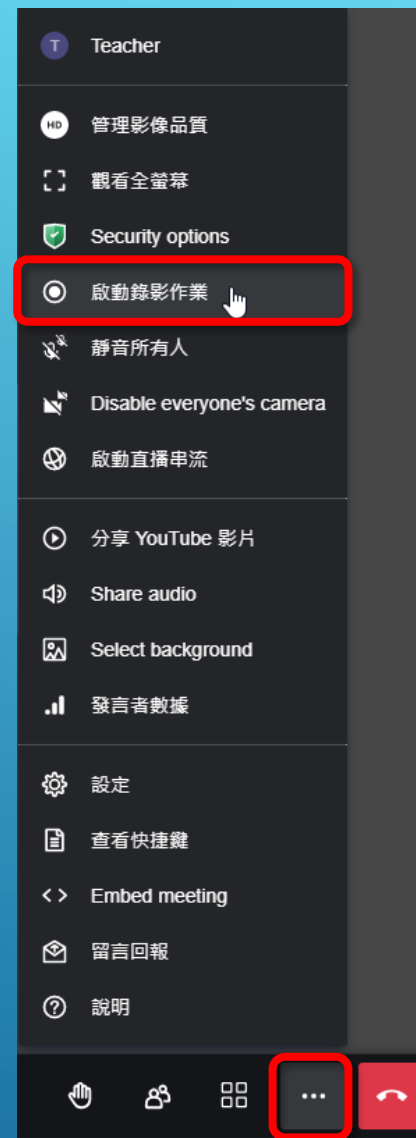 T Teacher
HD 管理影像品質
觀看全螢幕
Security options
啟動錄影作業
靜音所有人
Disable everyone's camera
啟動直播串流
分享 YouTube 影片
Share audio
Select background
發言者數據
設定
查看快捷鍵
Embed meeting
留言回報
說明